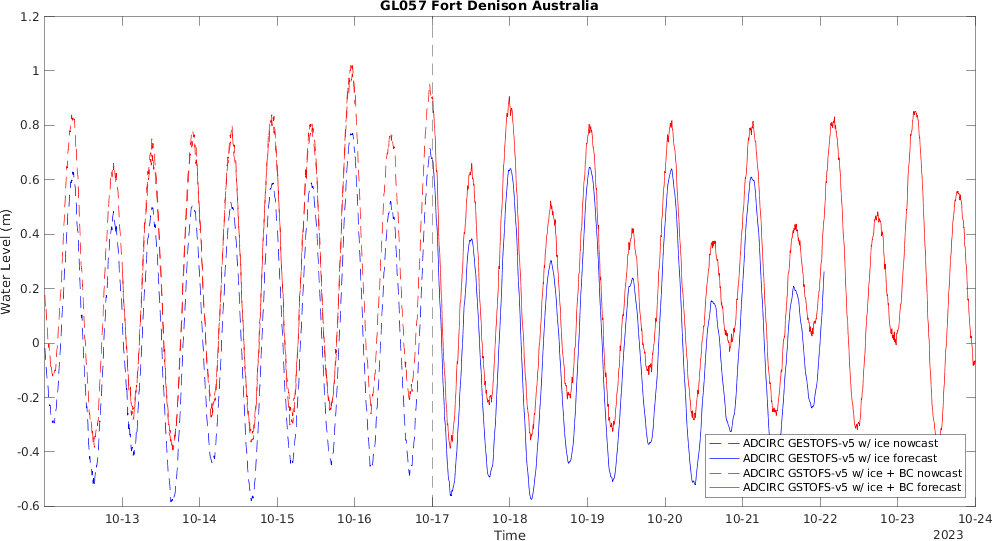 GL057 Fort Denison Australia
1.2
1
0.8
0.6
0.4
0.2
0
-0.2
-0.4
-0.6
Water Level (m)
ADCIRC GESTOFS-v5 w/ ice nowcast
ADCIRC GESTOFS-v5 w/ ice forecast
ADCIRC GSTOFS-v5 w/ ice + BC nowcast
ADCIRC GSTOFS-v5 w/ ice + BC forecast
10-13 10-14 10-15 10-16 10-17 10-18 10-19 10-20 10-21 10-22 10-23 10-24
Time
2023